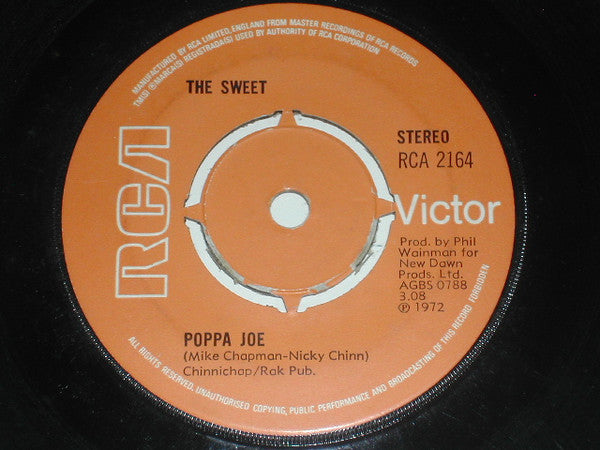 MANUFACTURED BY RCA LIMITED, ENGLAND FROM MASTER RECORDINGS OF RCA RECORDS
TM(S) ® MARCA(S) REGISTRADA(S) USED BY AUTHORITY OF RCA CORPORATION
THE SWEET
STEREO
RCA 2164
RCA
Victor
Prod. by Phil
Wainman for
New Dawn
Prods. Ltd.
AGBS 0788
3.08
℗ 1972
POPPA JOE
(Mike Chapman-Nicky Chinn)
Chinnichap/Rak Pub.
ALL RIGHTS RESERVED. UNAUTHORISED COPYING, PUBLIC PERFORMANCE AND BROADCASTING OF THIS RECORD FORBIDDEN